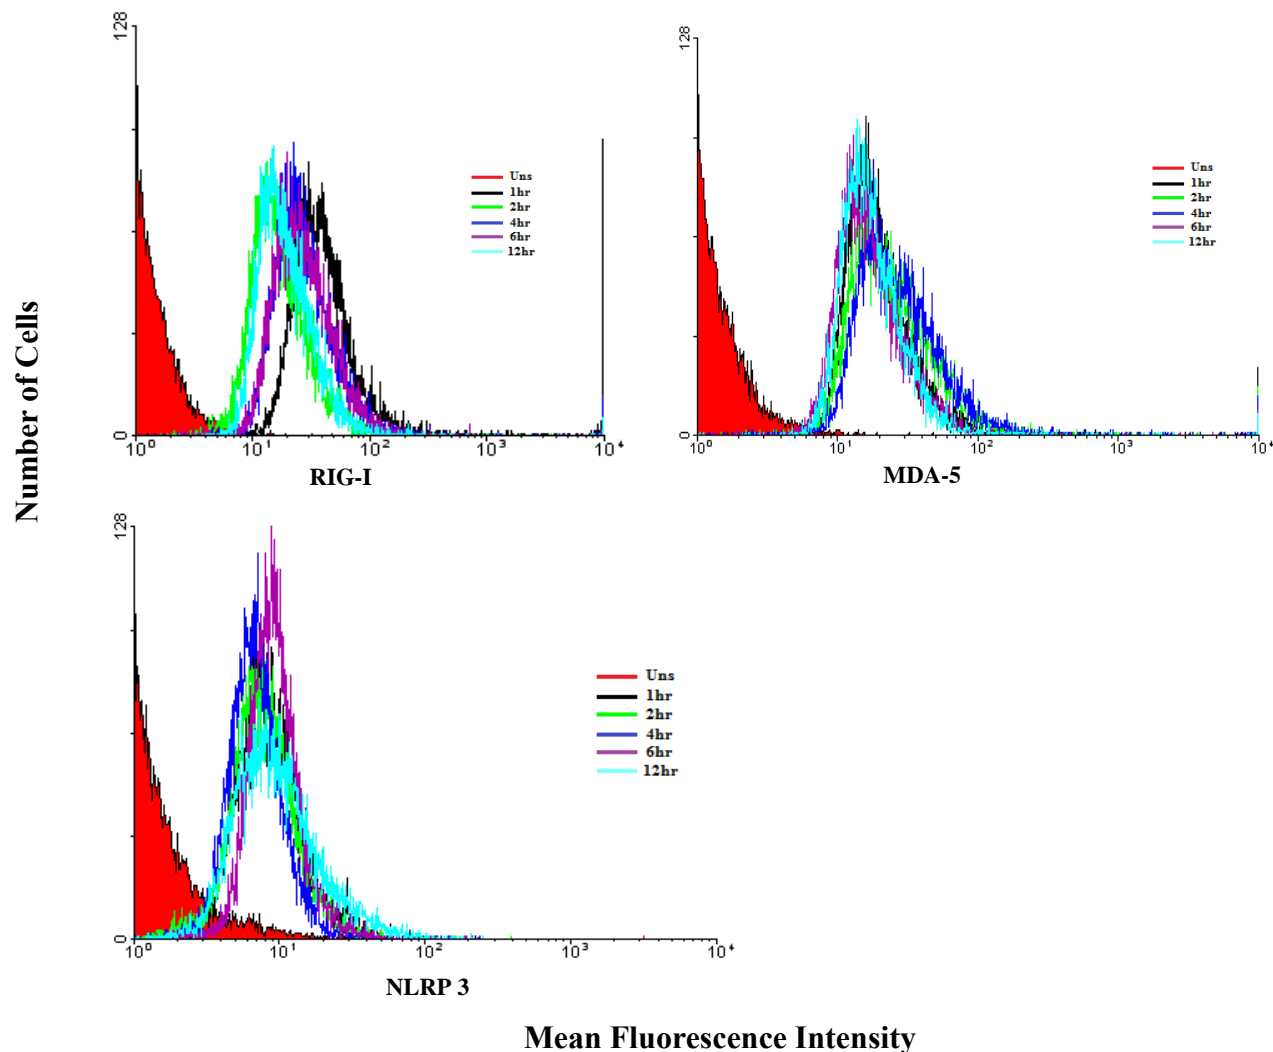 Number of Cells
128
0
10⁰ 10¹ 10² 10³ 10⁴
RIG-I
Uns
1hr
2hr
4hr
6hr
12hr
128
0
10⁰ 10¹ 10² 10³ 10⁴
MDA-5
Uns
1hr
2hr
4hr
6hr
12hr
128
0
10⁰ 10¹ 10² 10³ 10⁴
NLRP 3
Uns
1hr
2hr
4hr
6hr
12hr
Mean Fluorescence Intensity